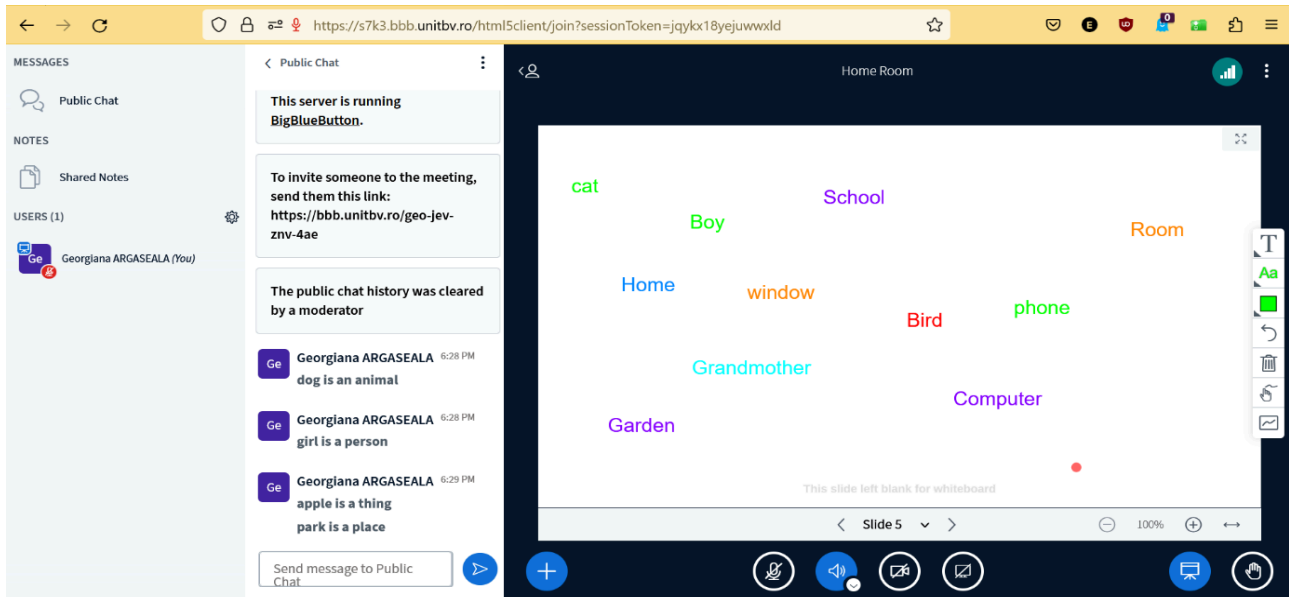 https://s7k3.bbb.unitbv.ro/html5client/join?sessionToken=jqykx18yejuwwxld
E
0
MESSAGES
Public Chat
NOTES
Shared Notes
USERS (1)
Ge
Georgiana ARGASEALA (You)
Public Chat
This server is running
BigBlueButton.
To invite someone to the meeting,
send them this link:
https://bbb.unitbv.ro/geo-jev-
znv-4ae
The public chat history was cleared
by a moderator
Ge
Georgiana ARGASEALA 6:28 PM
dog is an animal
Ge
Georgiana ARGASEALA 6:28 PM
girl is a person
Ge
Georgiana ARGASEALA 6:29 PM
apple is a thing
park is a place
Send message to Public
Chat
Home Room
cat
School
Boy
Room
Home
window
phone
Bird
Grandmother
Computer
Garden
This slide left blank for whiteboard
T
Aa
Slide 5
100%